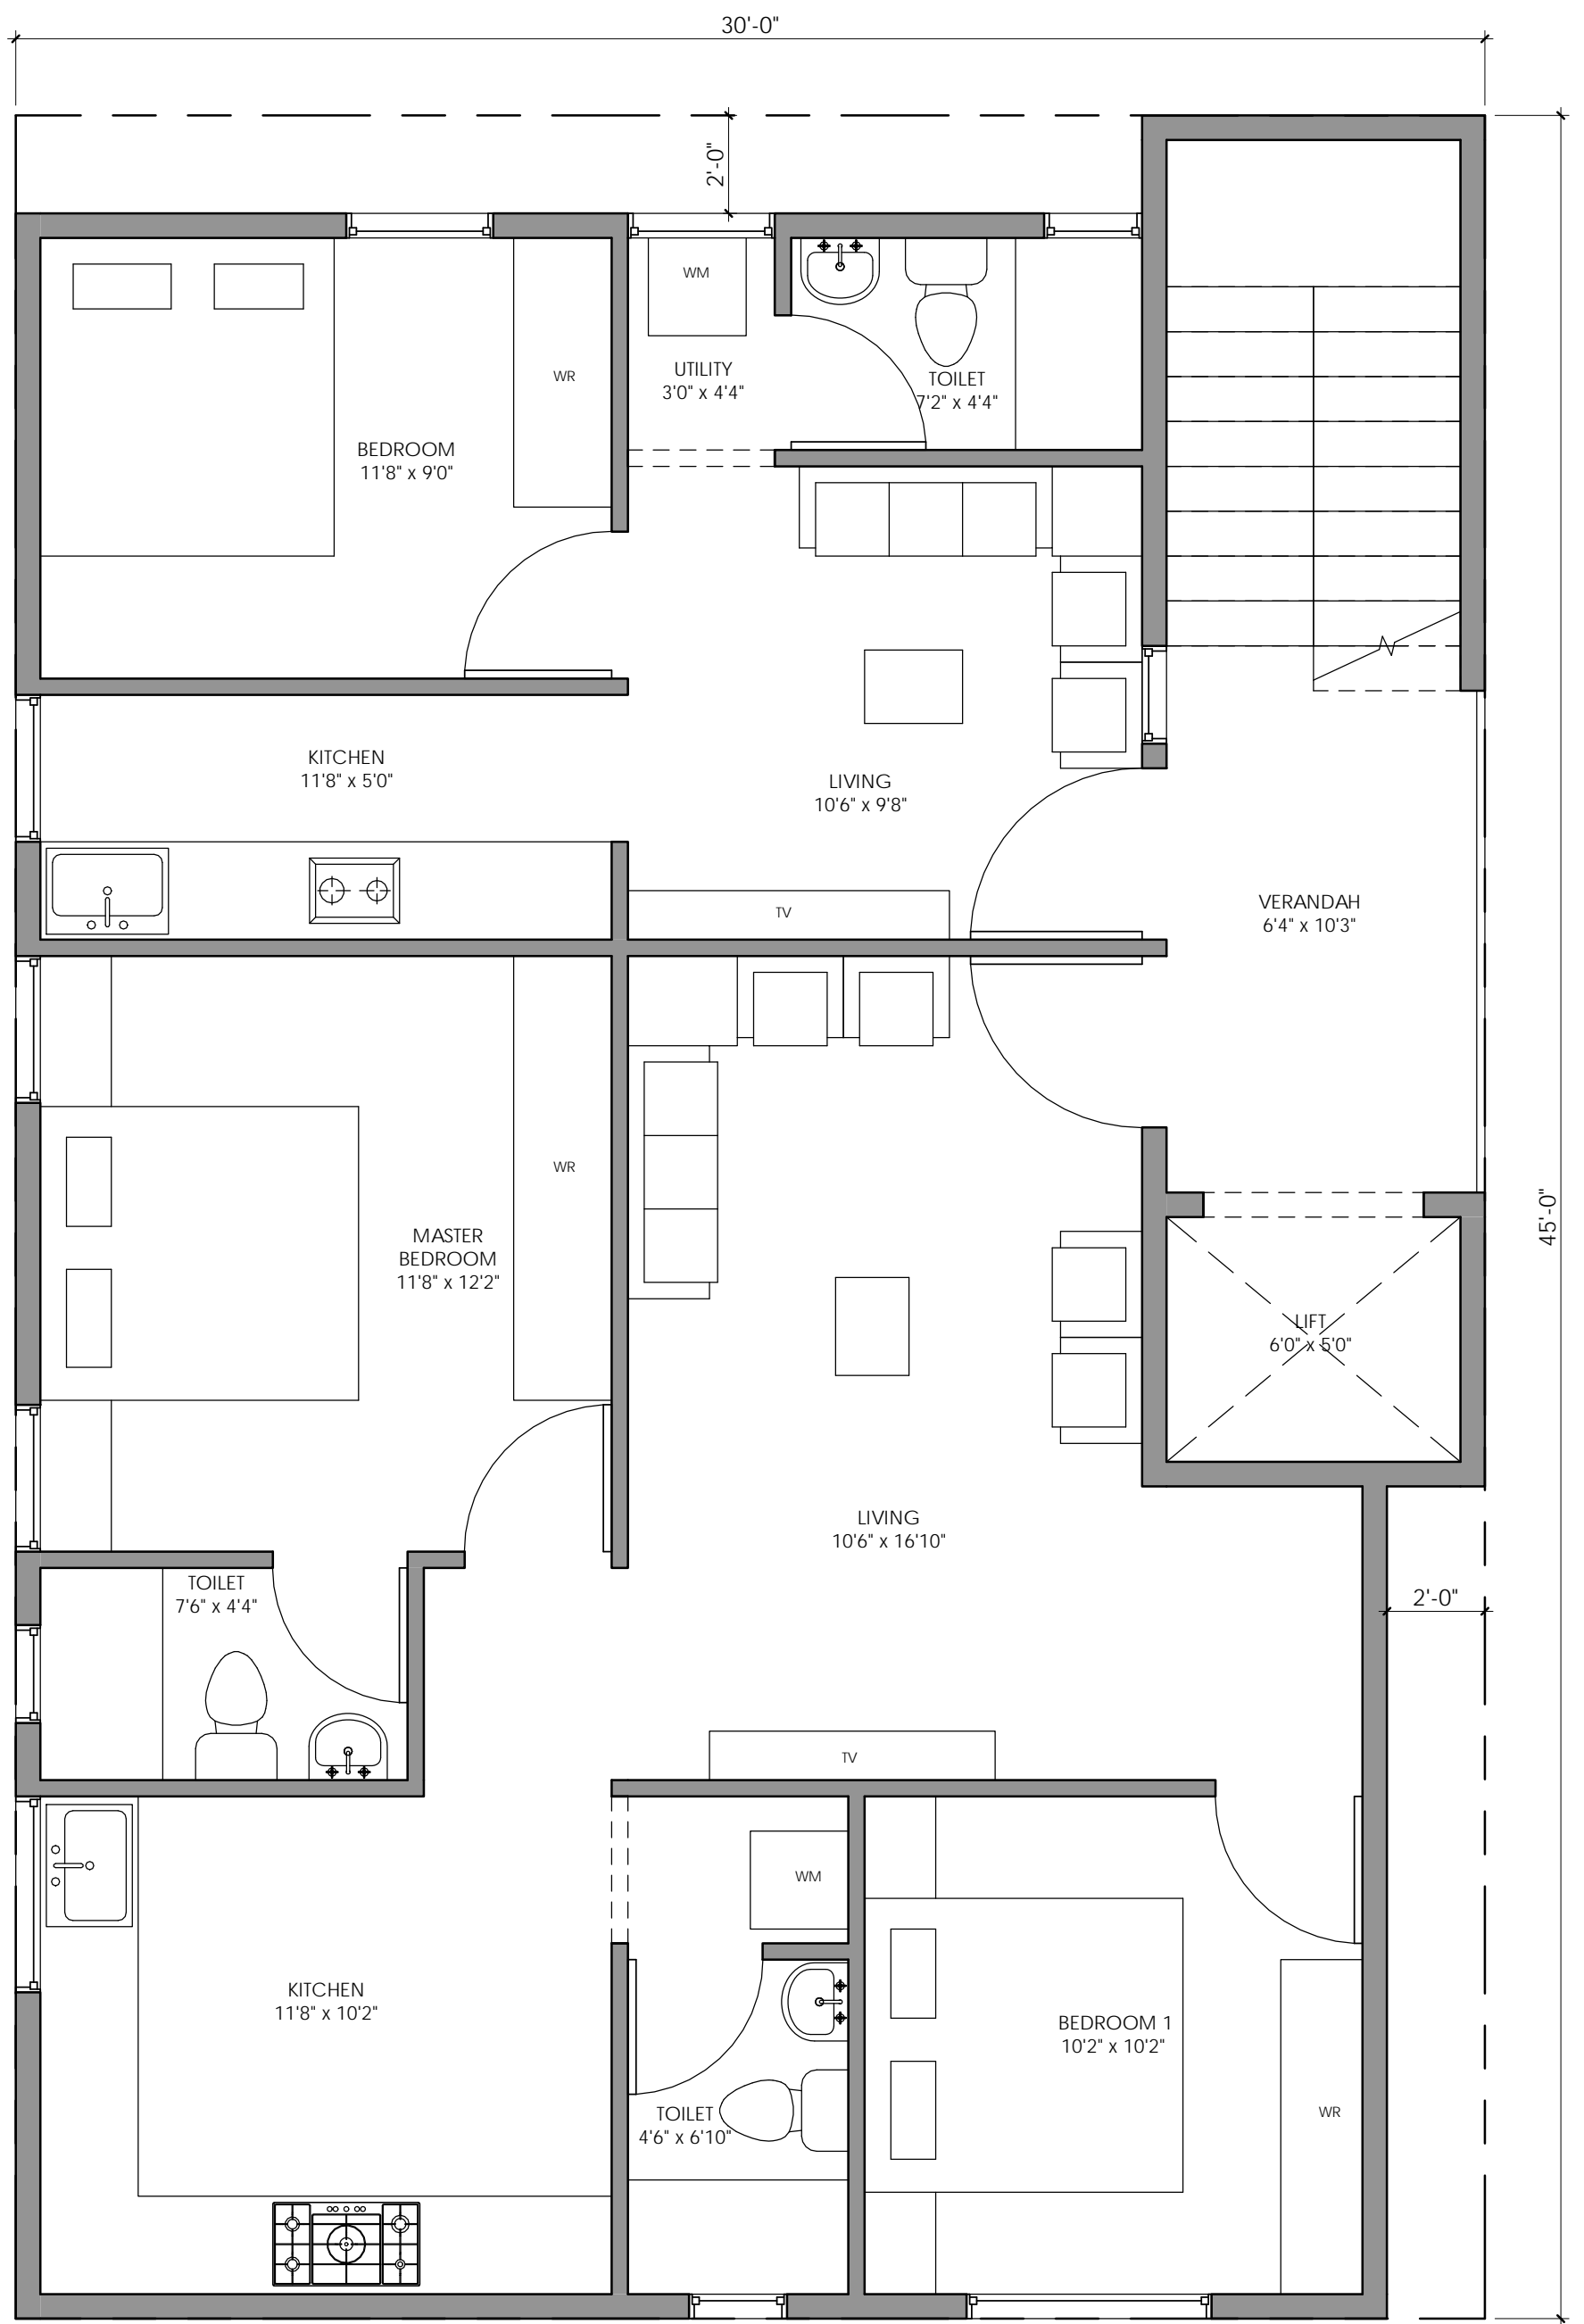 30'-0"
2'-0"
WM
WR
UTILITY
3'0" x 4'4"
TOILET
7'2" x 4'4"
BEDROOM
11'8" x 9'0"
KITCHEN
11'8" x 5'0"
LIVING
10'6" x 9'8"
TV
VERANDAH
6'4" x 10'3"
WR
MASTER
BEDROOM
11'8" x 12'2"
45'-0"
LIFT
6'0" x 5'0"
LIVING
10'6" x 16'10"
TOILET
7'6" x 4'4"
2'-0"
TV
WM
KITCHEN
11'8" x 10'2"
BEDROOM 1
10'2" x 10'2"
TOILET
4'6" x 6'10"
WR